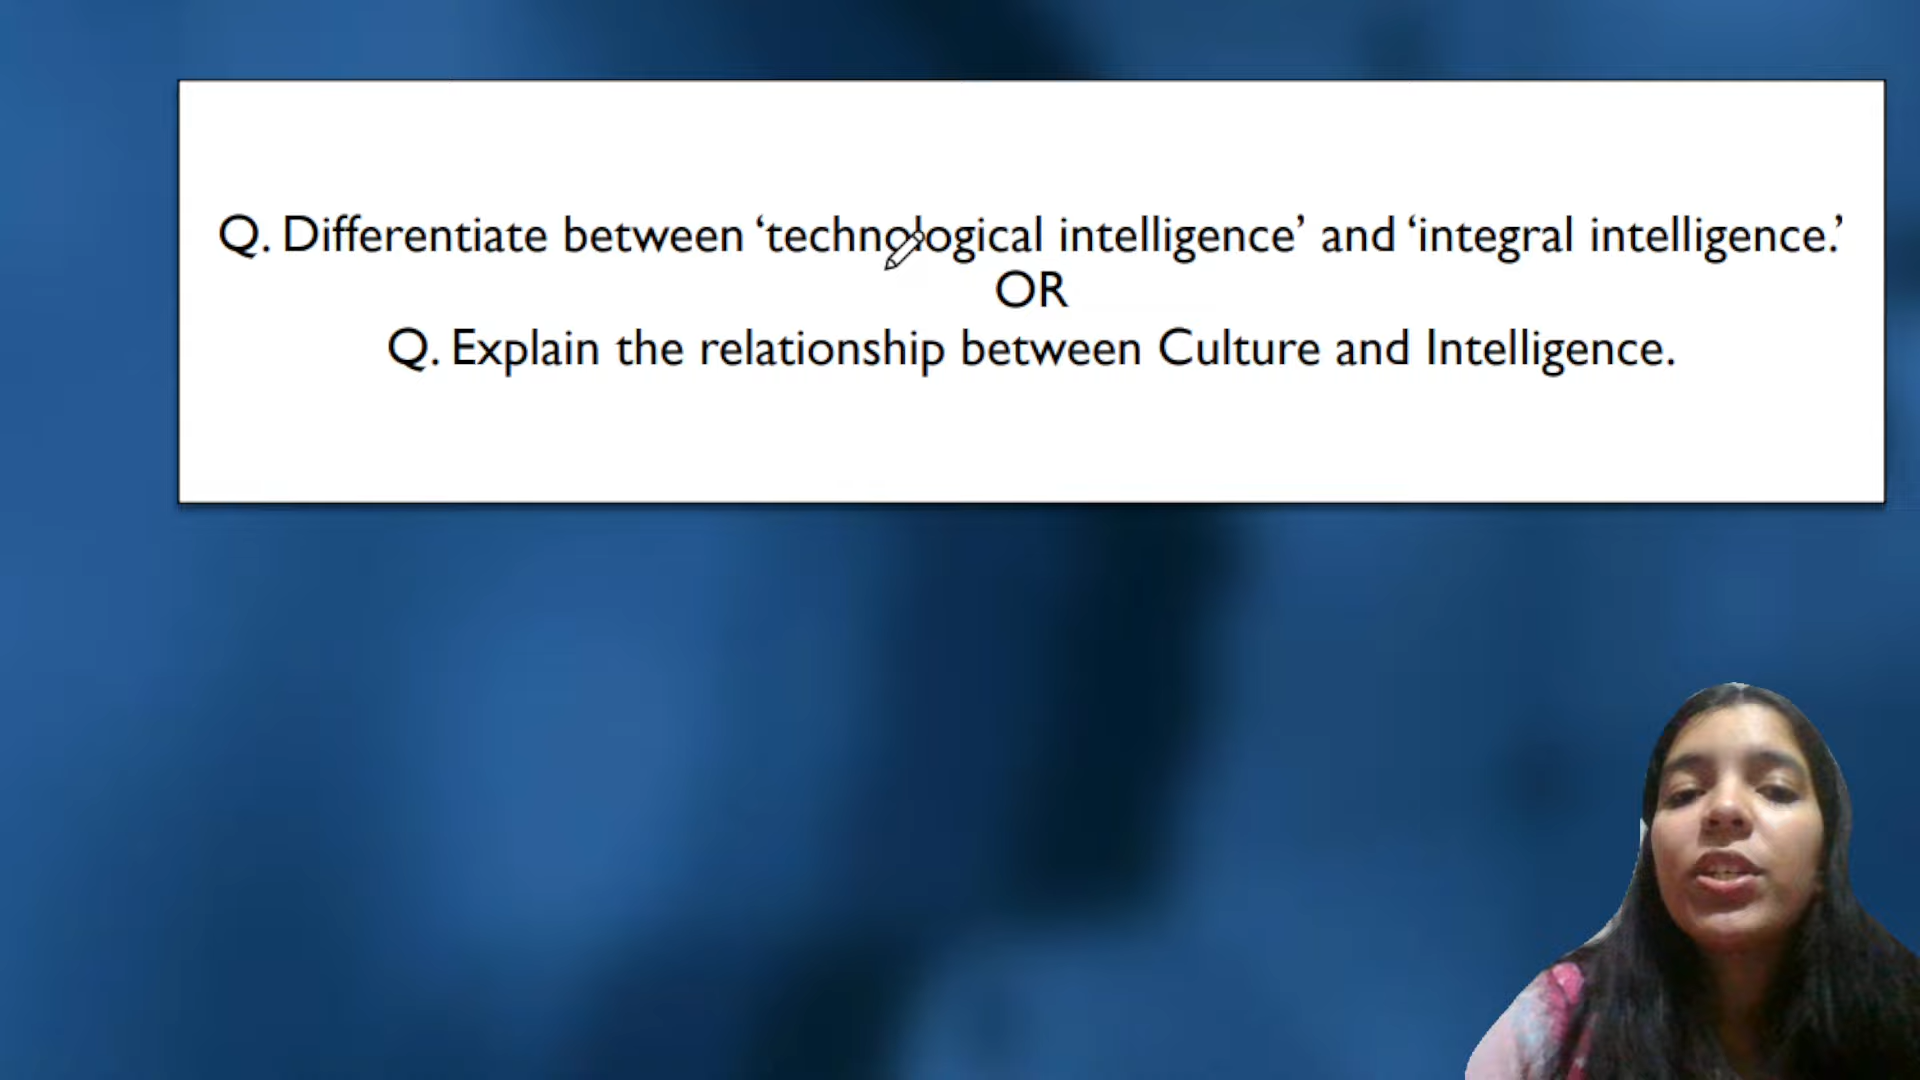 Q. Differentiate between ‘technological intelligence’ and ‘integral intelligence.’
OR
Q. Explain the relationship between Culture and Intelligence.